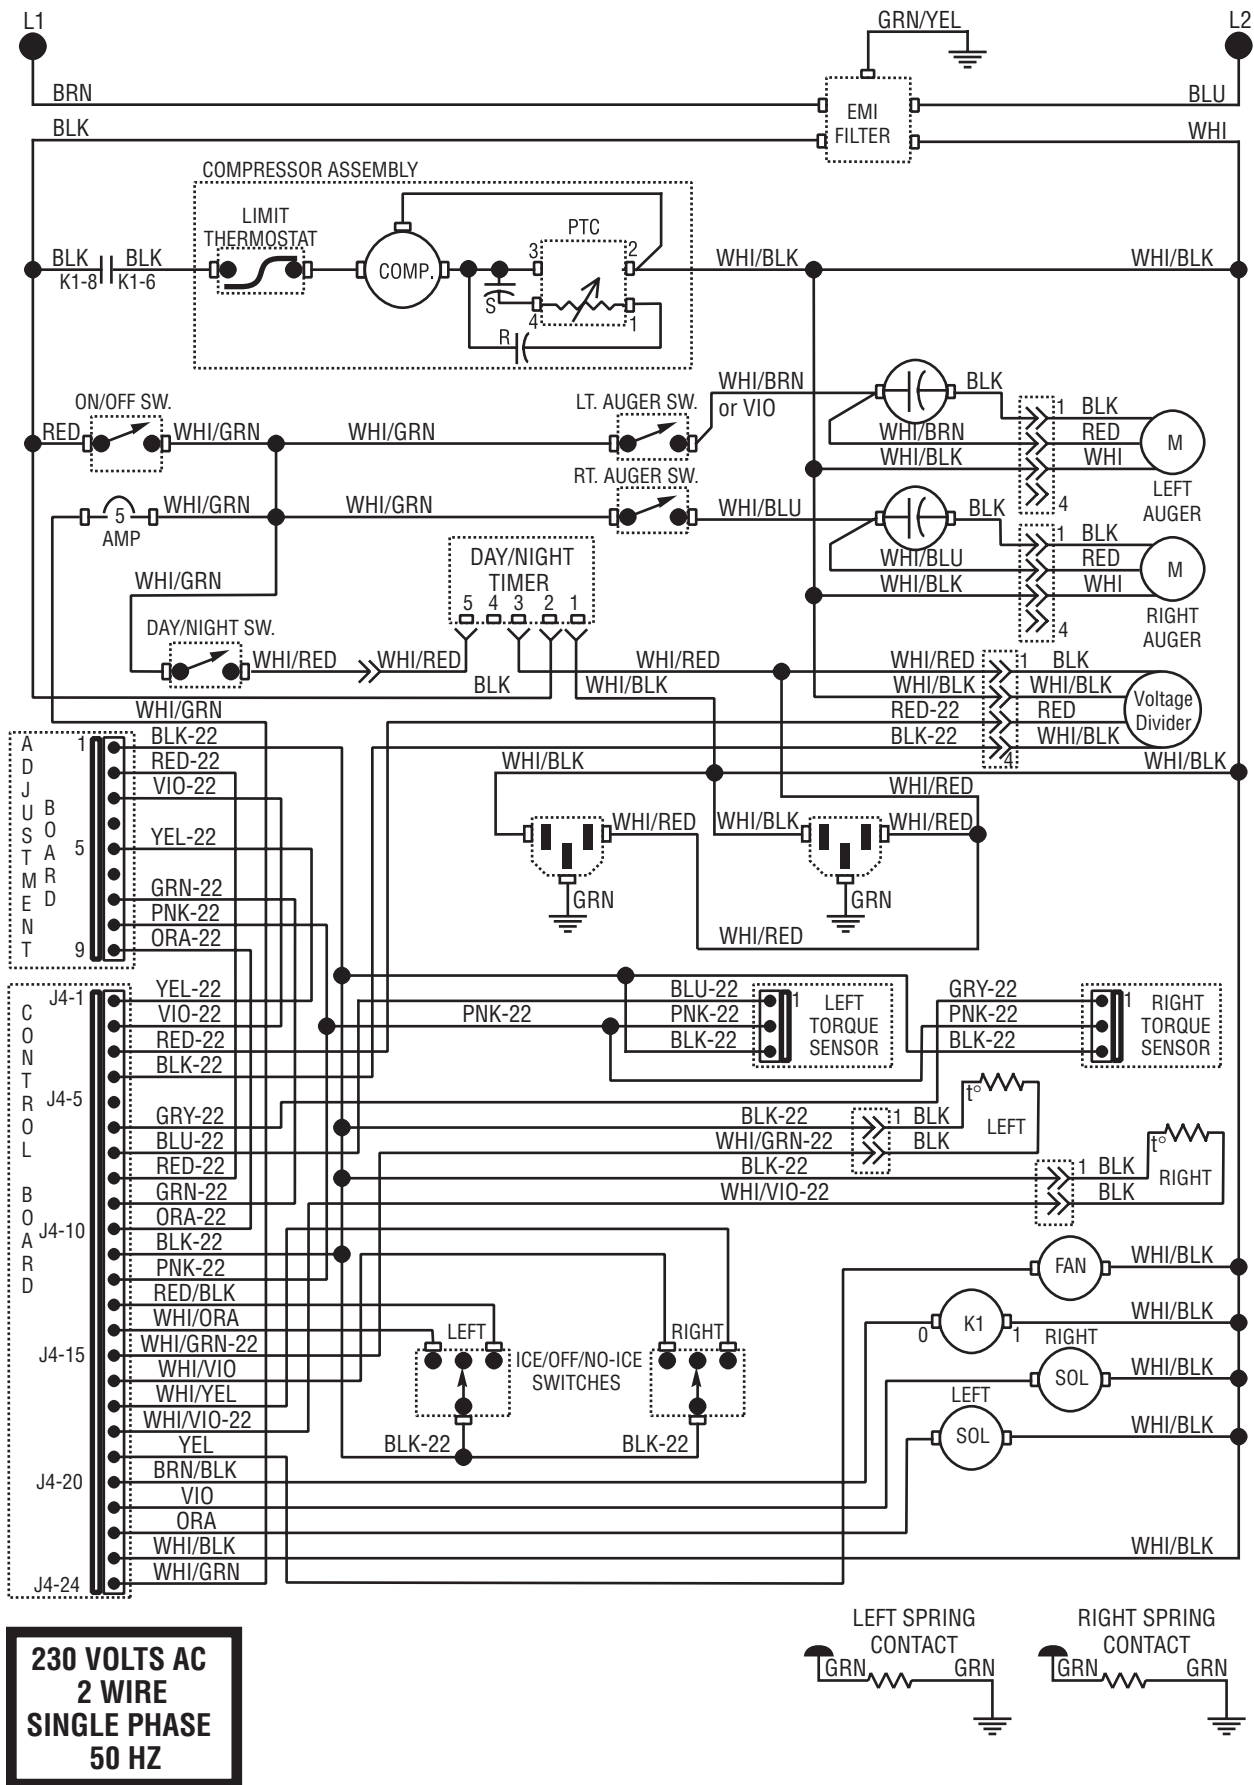 L1
GRN/YEL
L2
BRN
EMI
FILTER
BLU
BLK
WHI
COMPRESSOR ASSEMBLY
LIMIT
THERMOSTAT
PTC
BLK
BLK
K1-8
K1-6
COMP.
3
2
S
4
1
R
WHI/BLK
WHI/BLK
ON/OFF SW.
RED
WHI/GRN
WHI/GRN
LT. AUGER SW.
WHI/BRN
or VIO
BLK
WHI/BRN
WHI/BLK
1
BLK
RED
WHI
4
M
LEFT
AUGER
5
AMP
WHI/GRN
WHI/GRN
RT. AUGER SW.
WHI/BLU
BLK
WHI/BLU
WHI/BLK
1
BLK
RED
WHI
4
M
RIGHT
AUGER
DAY/NIGHT
TIMER
5 4 3 2 1
WHI/GRN
DAY/NIGHT SW.
WHI/RED
WHI/RED
WHI/RED
BLK
WHI/BLK
WHI/RED
1
BLK
WHI/BLK
WHI/BLK
RED-22
RED
BLK-22
4
WHI/BLK
Voltage
Divider
WHI/GRN
ADJUSTMENT
BOARD
1
BLK-22
RED-22
VIO-22
5
YEL-22
GRN-22
PNK-22
9
ORA-22
WHI/BLK
WHI/BLK
WHI/RED
WHI/RED
WHI/BLK
WHI/RED
GRN
GRN
WHI/RED
CONTROL
BOARD
J4-1
YEL-22
VIO-22
RED-22
BLK-22
J4-5
GRY-22
BLU-22
RED-22
GRN-22
J4-10
ORA-22
BLK-22
PNK-22
RED/BLK
WHI/ORA
J4-15
WHI/GRN-22
WHI/VIO
WHI/YEL
WHI/VIO-22
YEL
J4-20
BRN/BLK
VIO
ORA
WHI/BLK
J4-24
WHI/GRN
PNK-22
BLU-22
PNK-22
BLK-22
1
LEFT
TORQUE
SENSOR
GRY-22
PNK-22
BLK-22
1
RIGHT
TORQUE
SENSOR
BLK-22
1
BLK
t°
LEFT
WHI/GRN-22
BLK
BLK-22
1
BLK
t°
RIGHT
WHI/VIO-22
BLK
LEFT
RIGHT
ICE/OFF/NO-ICE
SWITCHES
BLK-22
BLK-22
FAN
WHI/BLK
0
K1
1
WHI/BLK
RIGHT
SOL
WHI/BLK
LEFT
SOL
WHI/BLK
WHI/BLK
LEFT SPRING
CONTACT
GRN
GRN
RIGHT SPRING
CONTACT
GRN
GRN
230 VOLTS AC
2 WIRE
SINGLE PHASE
50 HZ